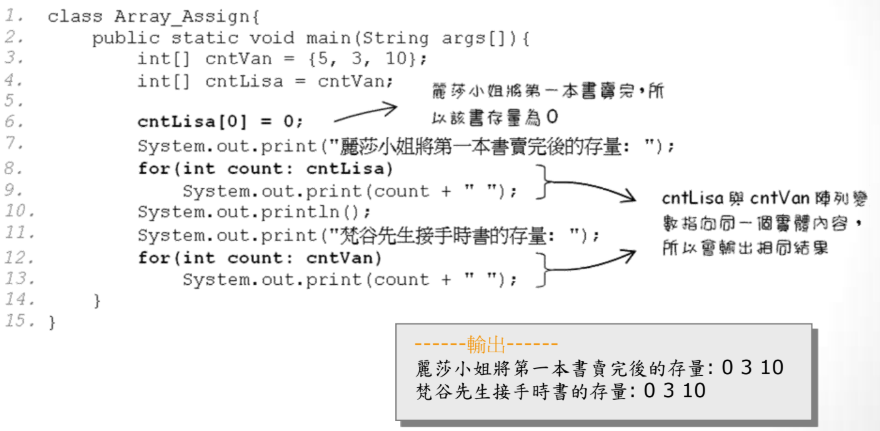 1. class Array_Assign{
2. public static void main(String args[]){
3. int[] cntVan = {5, 3, 10};
4. int[] cntLisa = cntVan;
5.
6. cntLisa[0] = 0;
麗莎小姐將第一本書賣完，所
以該書存量為0
7. System.out.print("麗莎小姐將第一本書賣完後的存量: ");
8. for(int count: cntLisa)
9. System.out.print(count + " ");
10. System.out.println();
11. System.out.print("梵谷先生接手時書的存量: ");
12. for(int count: cntVan)
13. System.out.print(count + " ");
14. }
15. }
cntLisa 與 cntVan 陣列變
數指向同一個實體內容，
所以會輸出相同結果
------輸出------
麗莎小姐將第一本書賣完後的存量: 0 3 10
梵谷先生接手時書的存量: 0 3 10